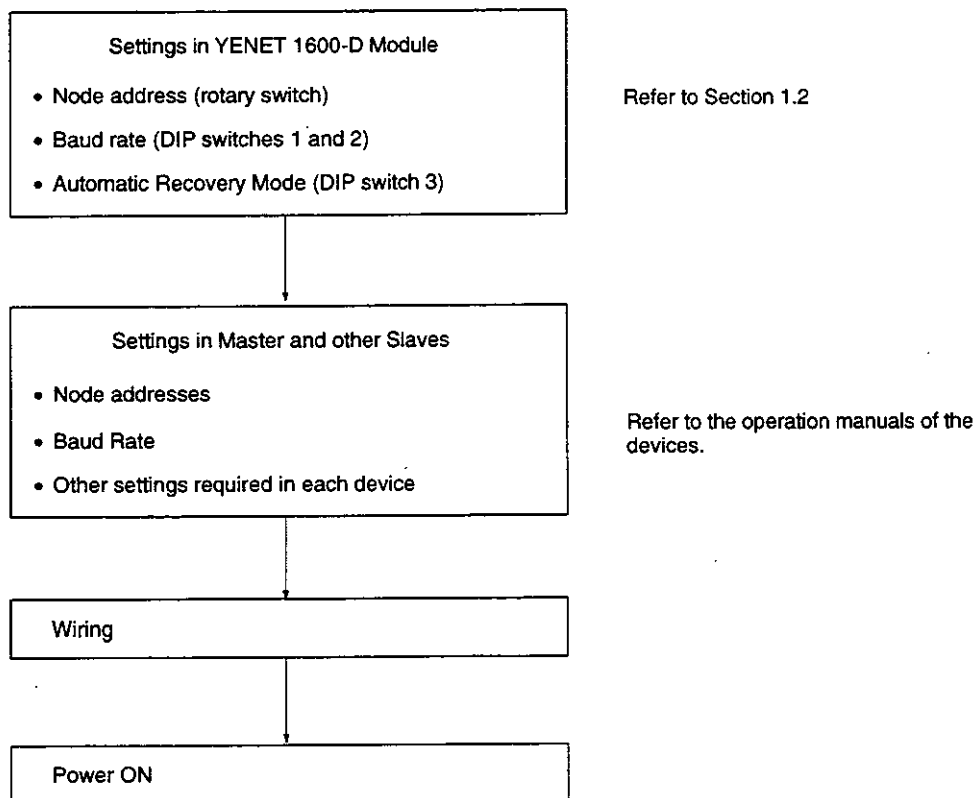 Settings in YENET 1600-D Module
• Node address (rotary switch)
• Baud rate (DIP switches 1 and 2)
• Automatic Recovery Mode (DIP switch 3)
Refer to Section 1.2
Settings in Master and other Slaves
• Node addresses
• Baud Rate
• Other settings required in each device
Refer to the operation manuals of the
devices.
Wiring
Power ON